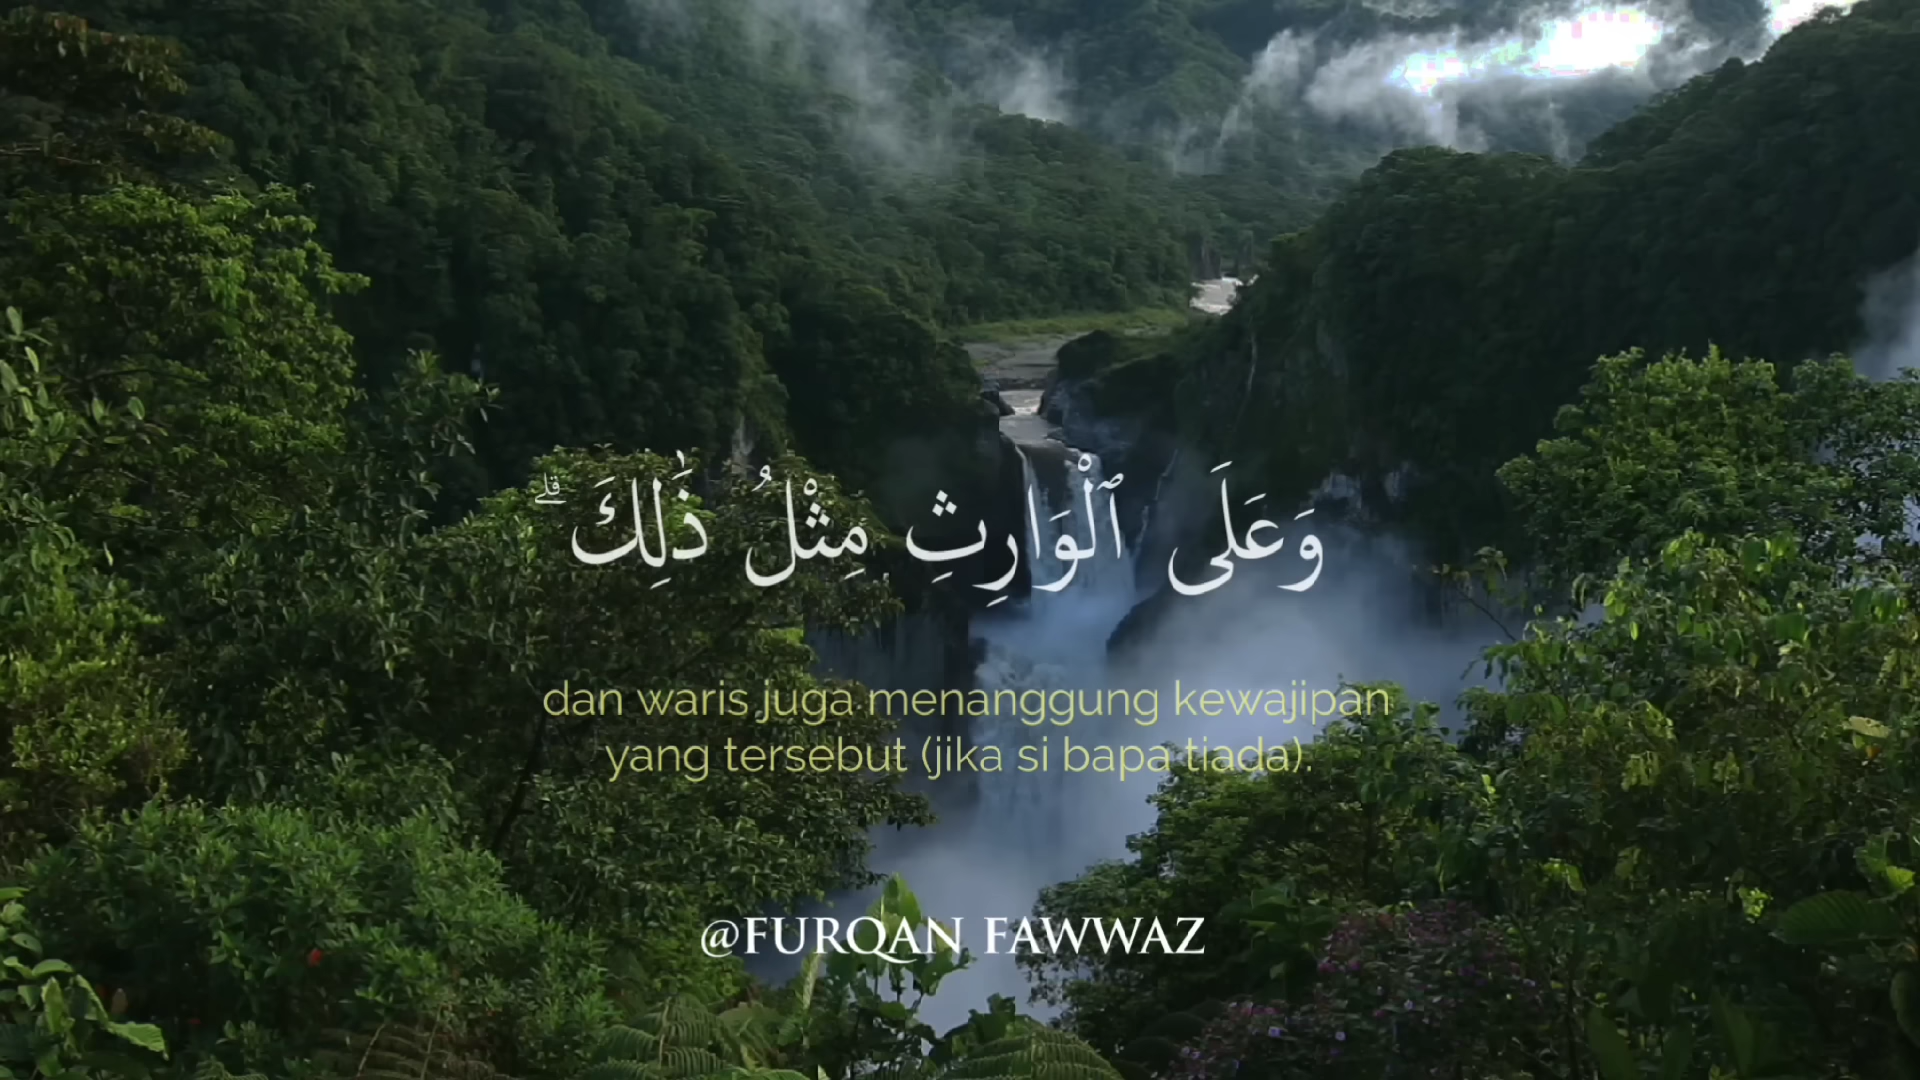 وَعَلَى ٱلْوَارِثِ مِثْلُ ذَٰلِكَ ۗ
dan waris juga menanggung kewajipan
yang tersebut (jika si bapa tiada).
@FURQAN FAWWAZ